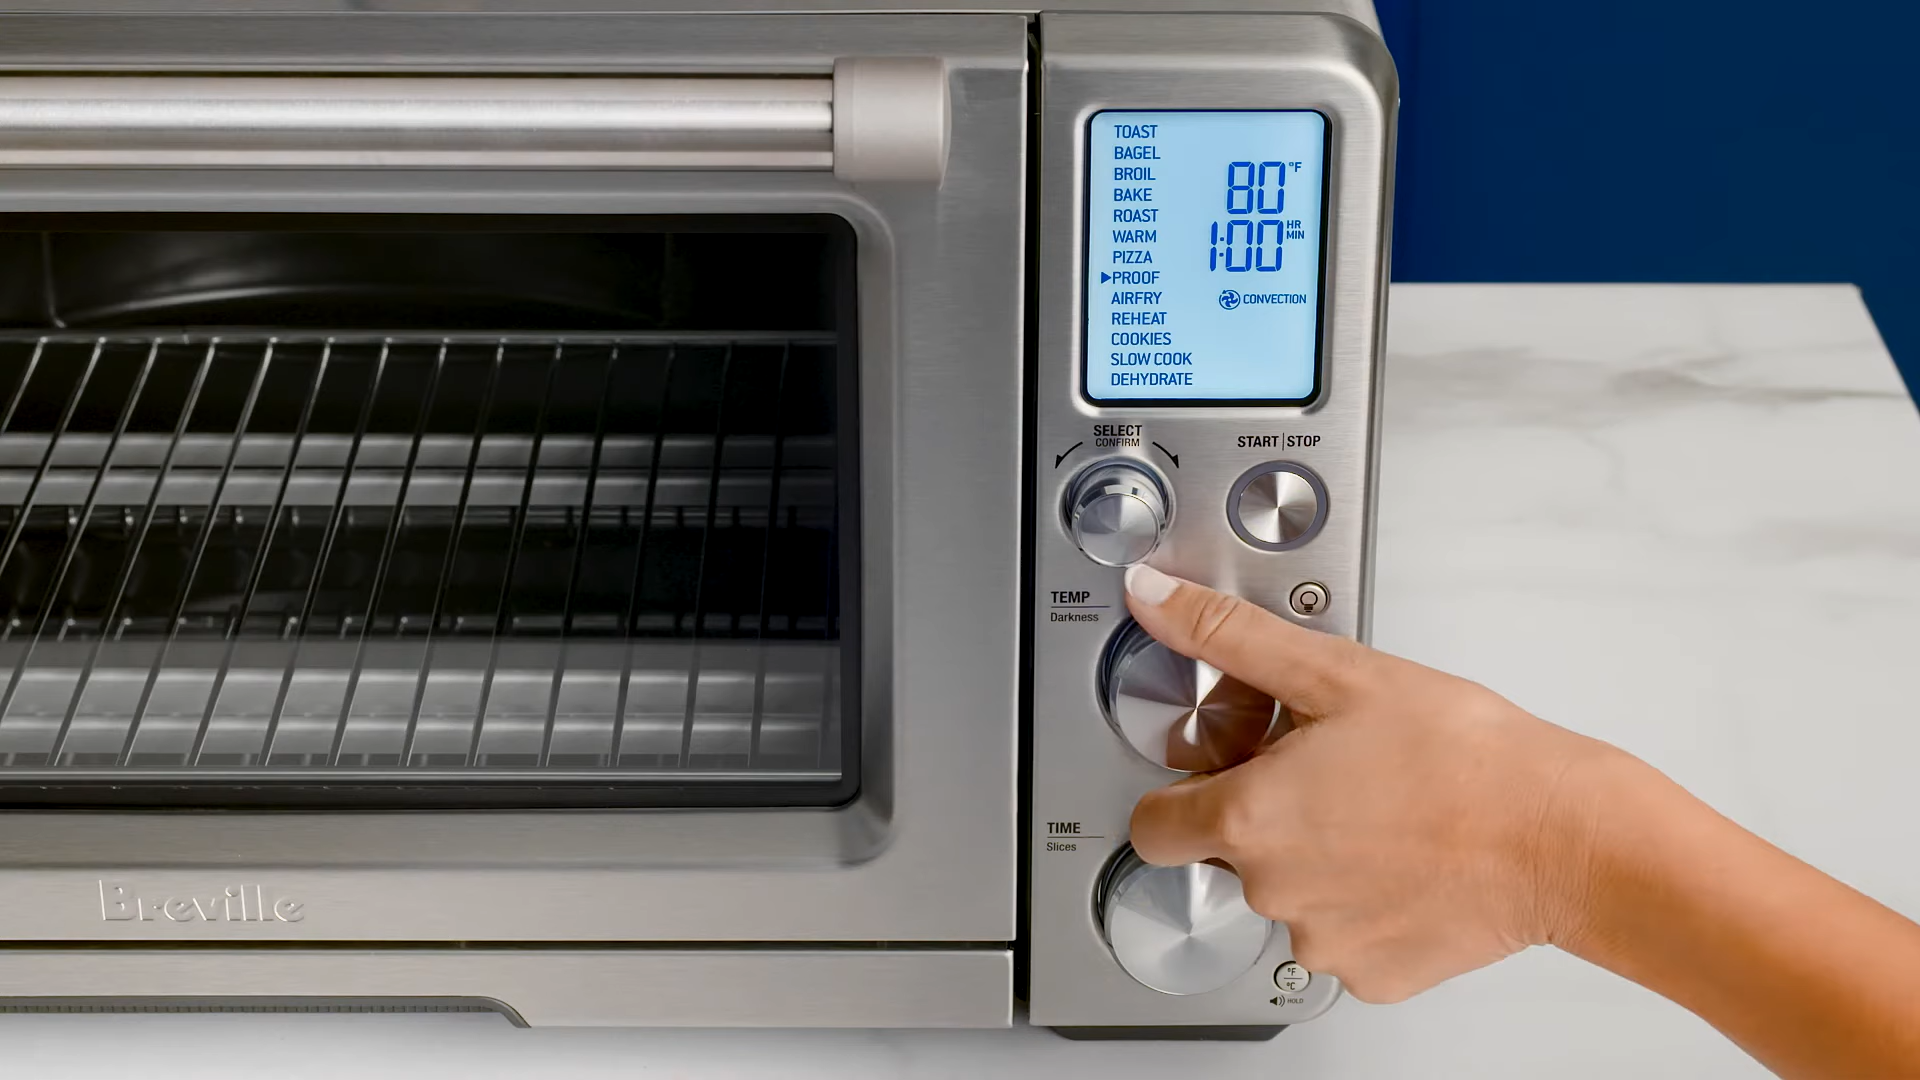 TOAST
BAGEL
BROIL
BAKE
ROAST
WARM
PIZZA
PROOF
AIRFRY
REHEAT
COOKIES
SLOW COOK
DEHYDRATE
80°F
1:00 HR MIN
CONVECTION
SELECT
CONFIRM
START | STOP
TEMP
Darkness
TIME
Slices
°F
°C
HOLD
Breville